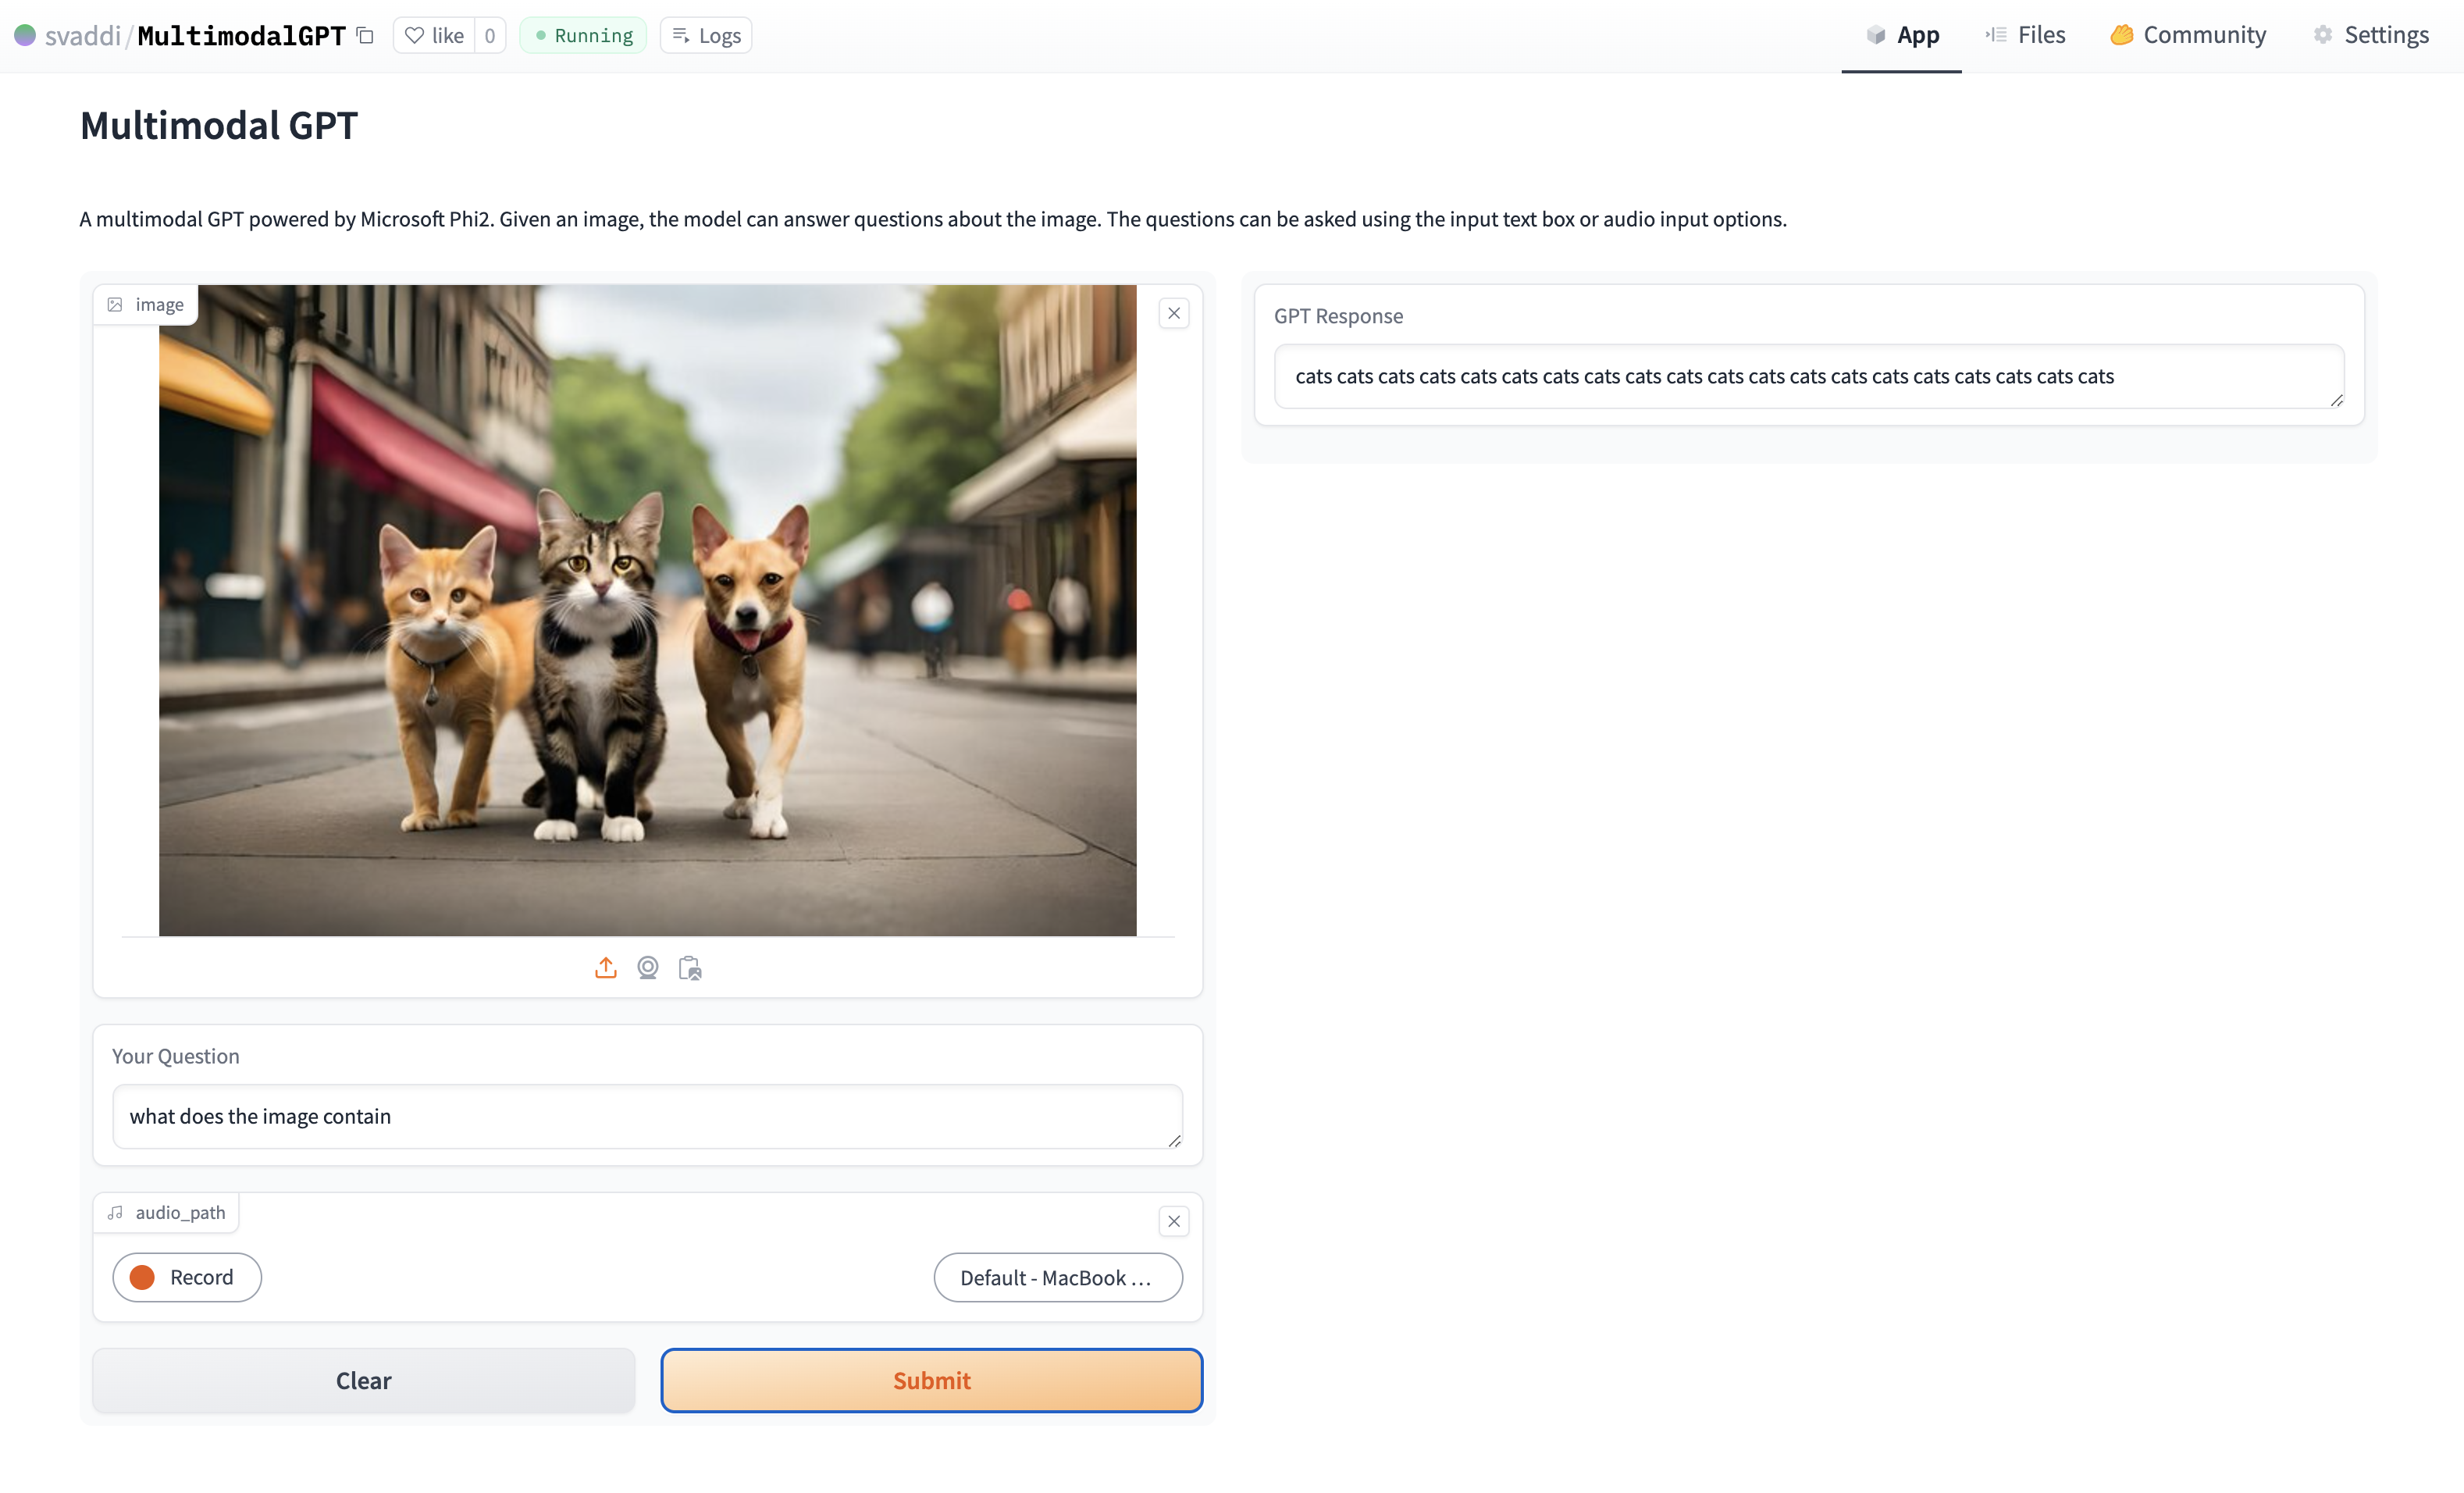 svaddi/MultimodalGPT like 0 Running Logs App Files Community Settings
Multimodal GPT
A multimodal GPT powered by Microsoft Phi2. Given an image, the model can answer questions about the image. The questions can be asked using the input text box or audio input options.
image
GPT Response
cats cats cats cats cats cats cats cats cats cats cats cats cats cats cats cats cats cats cats cats
Your Question
what does the image contain
audio_path
Record Default - MacBook ...
Clear Submit